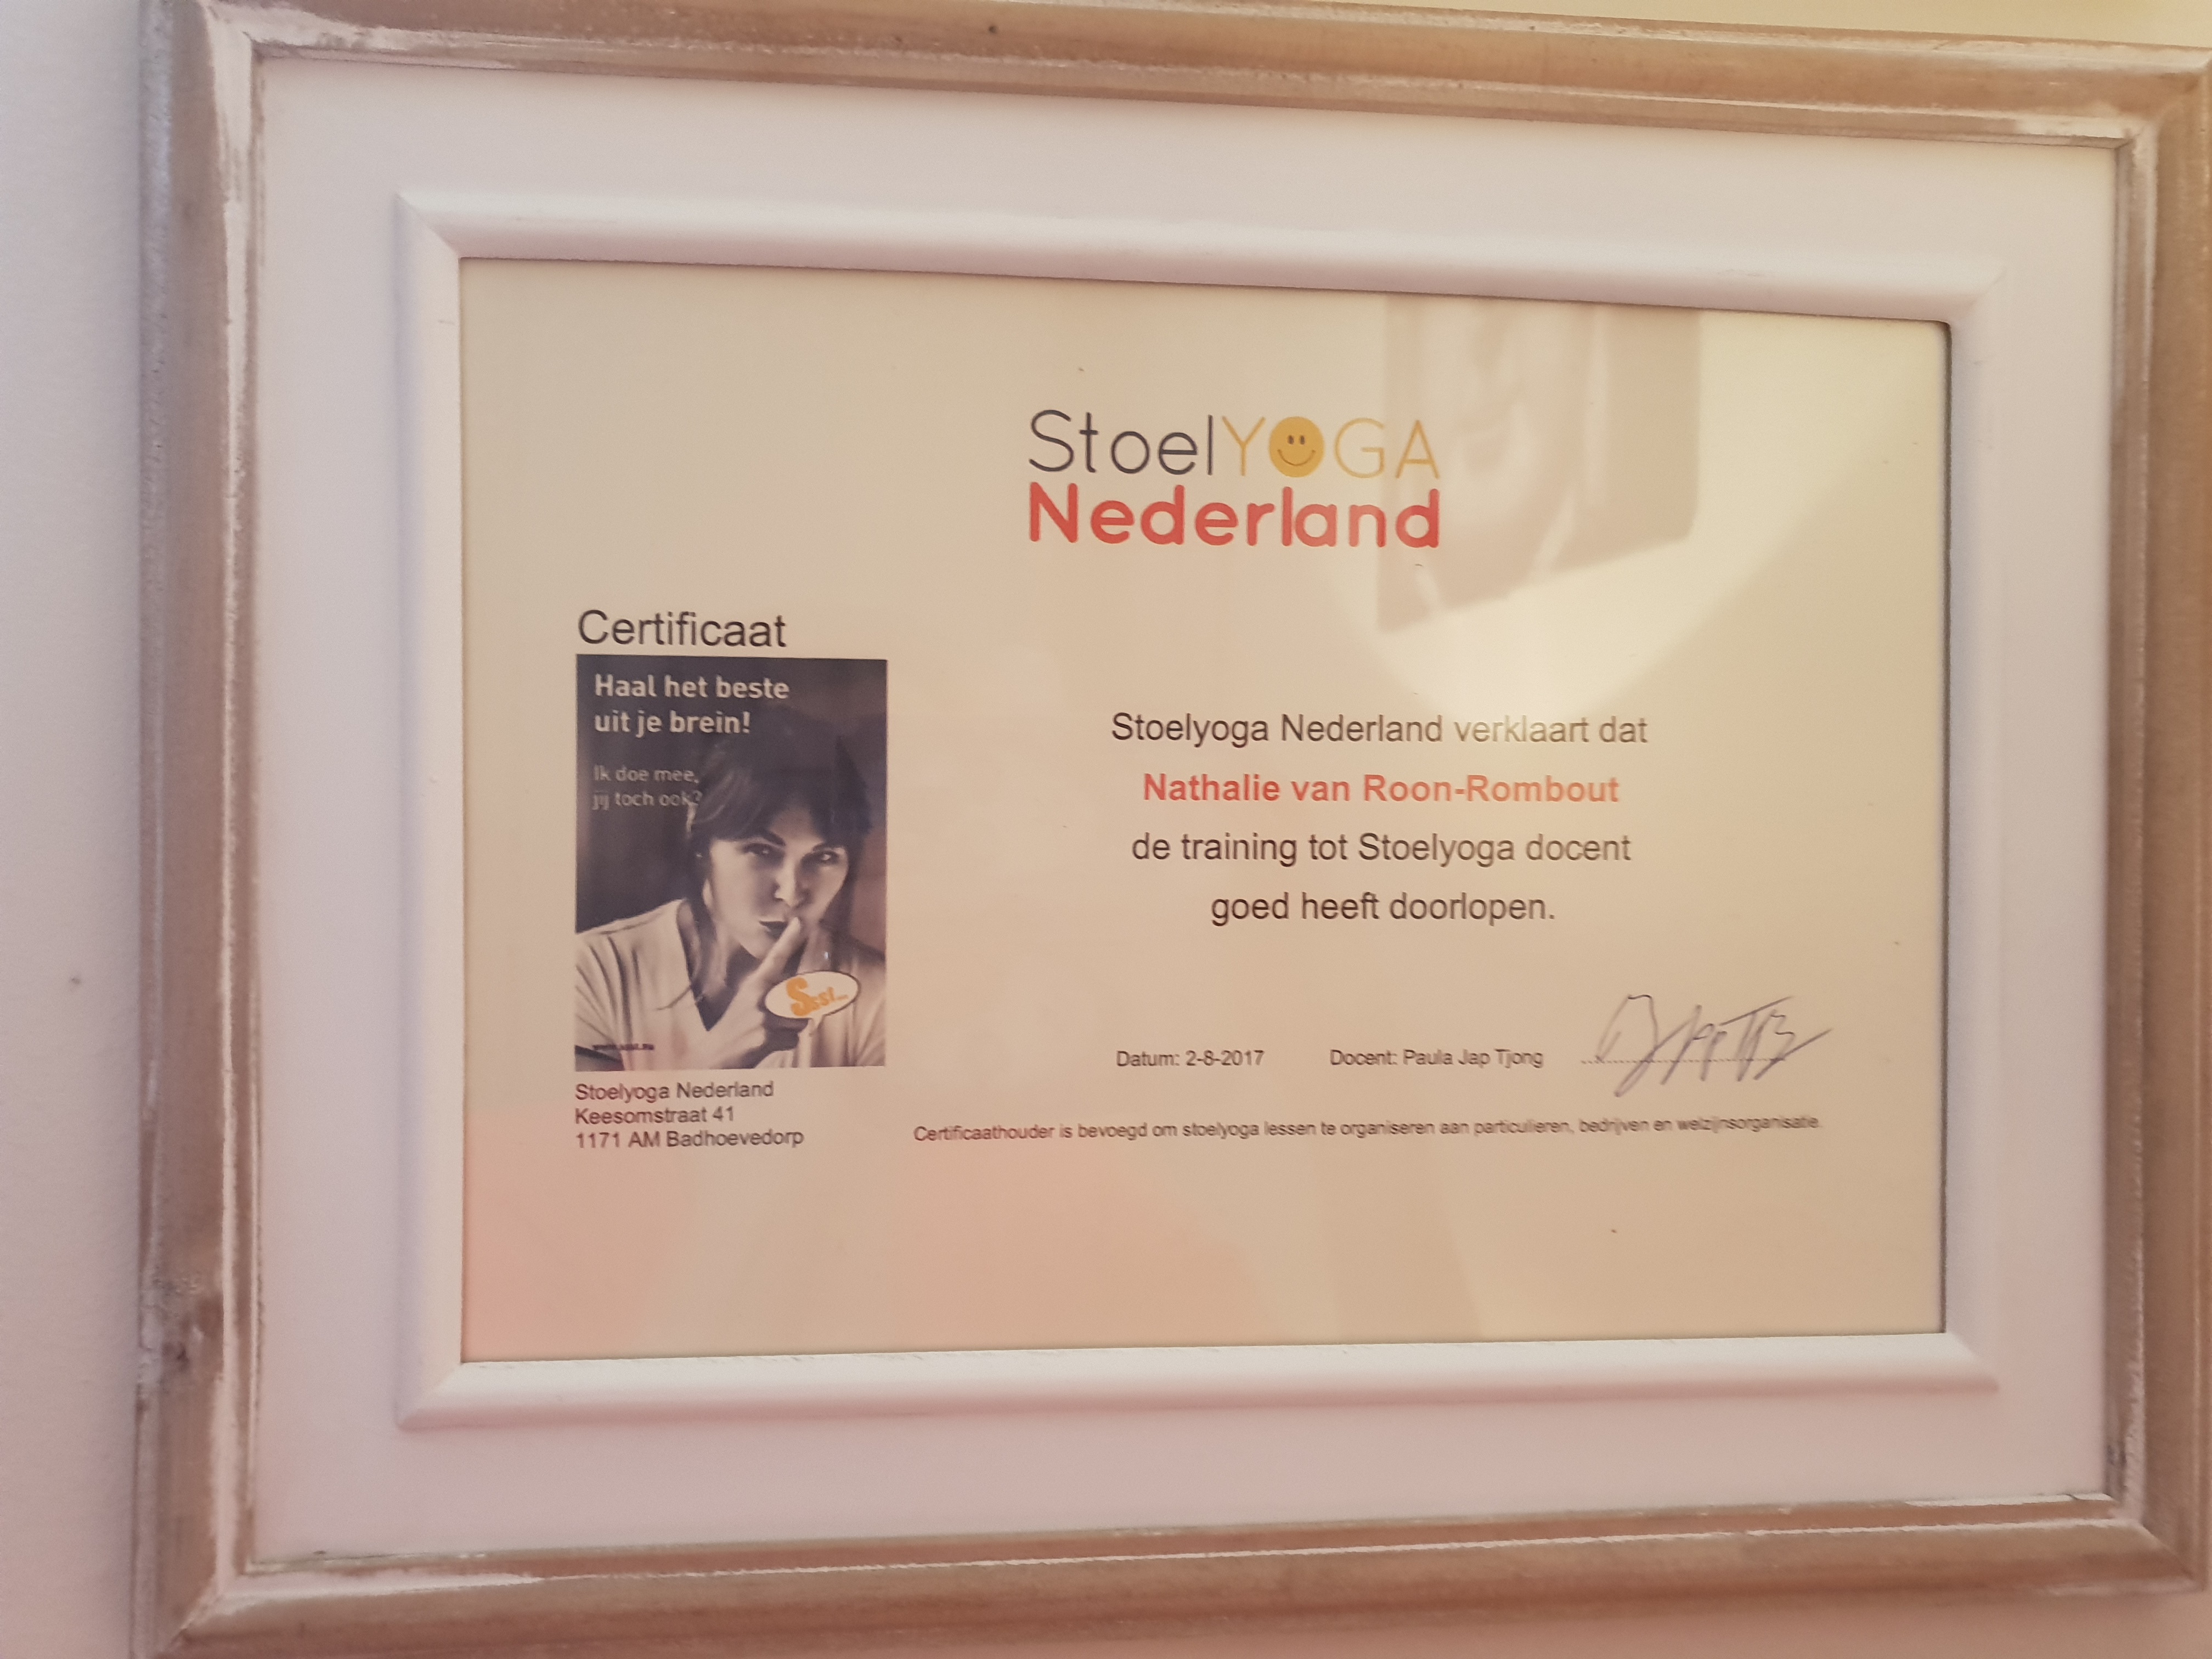 StoelYOGA
Nederland
Certificaat
Haal het beste
uit je brein!
Ik doe mee,
jij toch ook?
Ssst...
Stoelyoga Nederland
Keesomstraat 41
1171 AM Badhoevedorp
Stoelyoga Nederland verklaart dat
Nathalie van Roon-Rombout
de training tot Stoelyoga docent
goed heeft doorlopen.
Datum: 2-8-2017 Docent: Paula Jap Tjong
Certificaathouder is bevoegd om stoelyoga lessen te organiseren aan particulieren, bedrijven en welzijnsorganisatie.